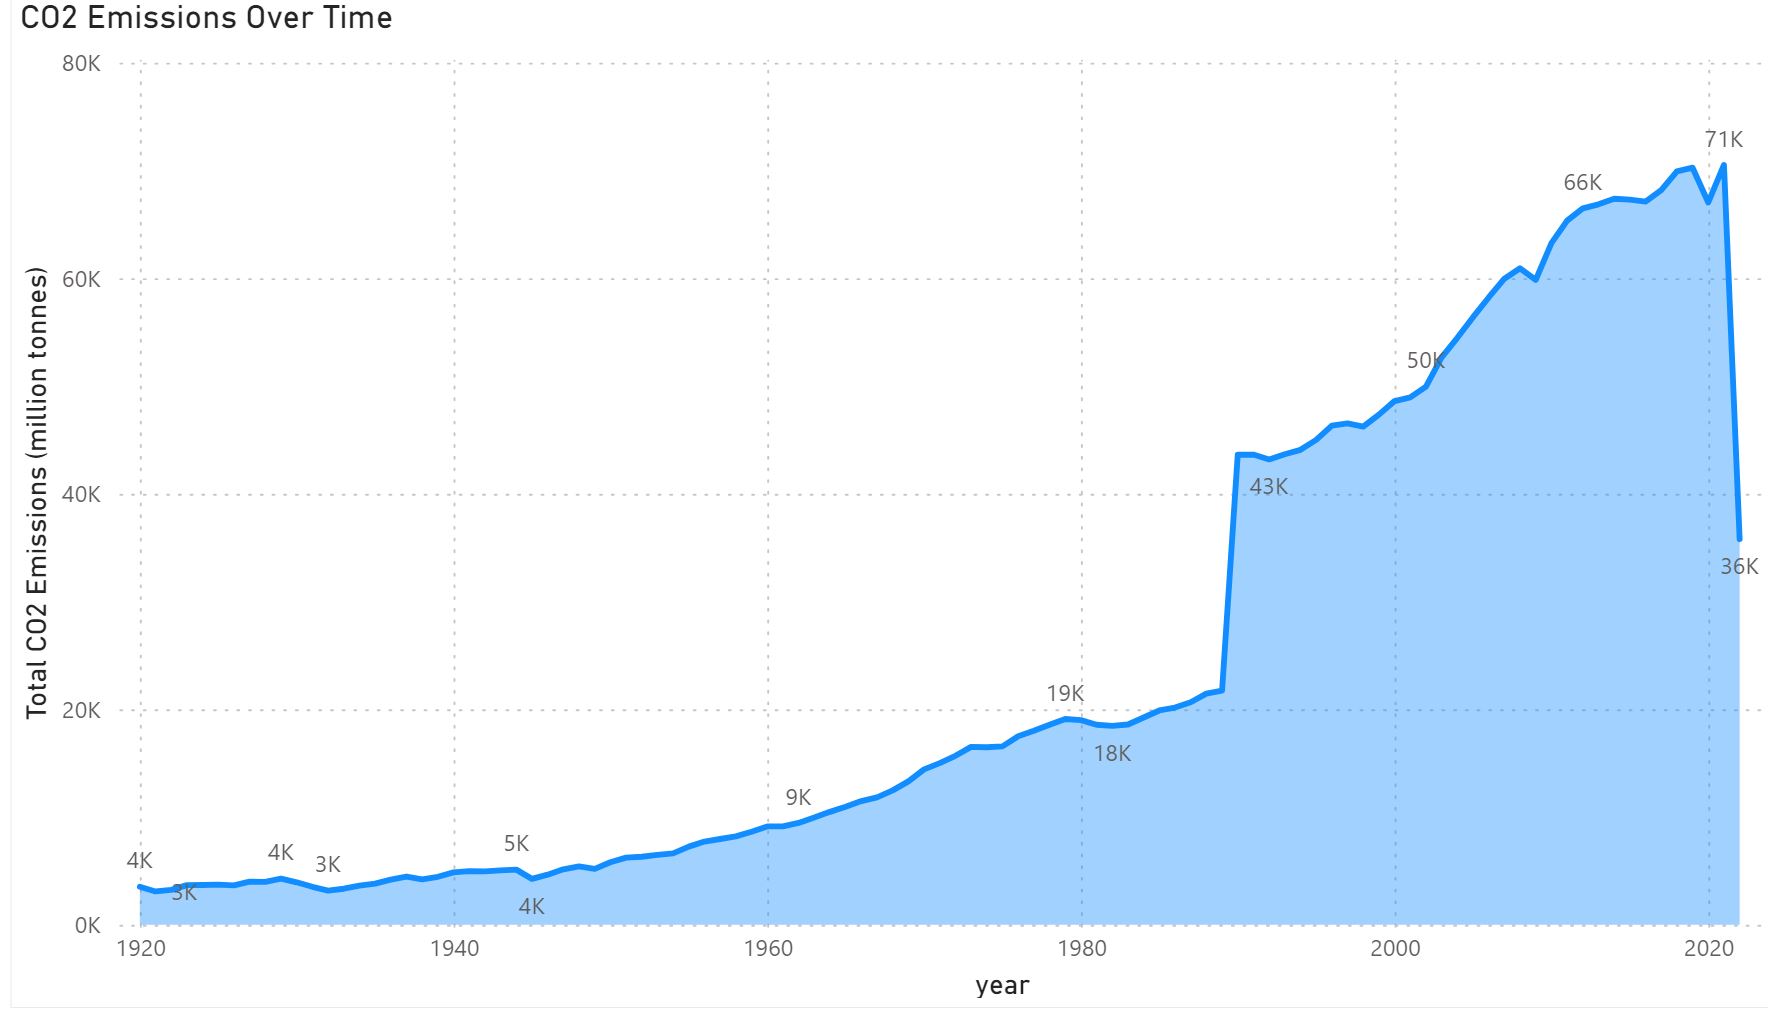 CO2 Emissions Over Time
80K
60K
40K
20K
0K
Total CO2 Emissions (million tonnes)
4K
3K
4K
3K
5K
4K
9K
19K
18K
43K
50K
66K
71K
36K
1920 1940 1960 1980 2000 2020
year